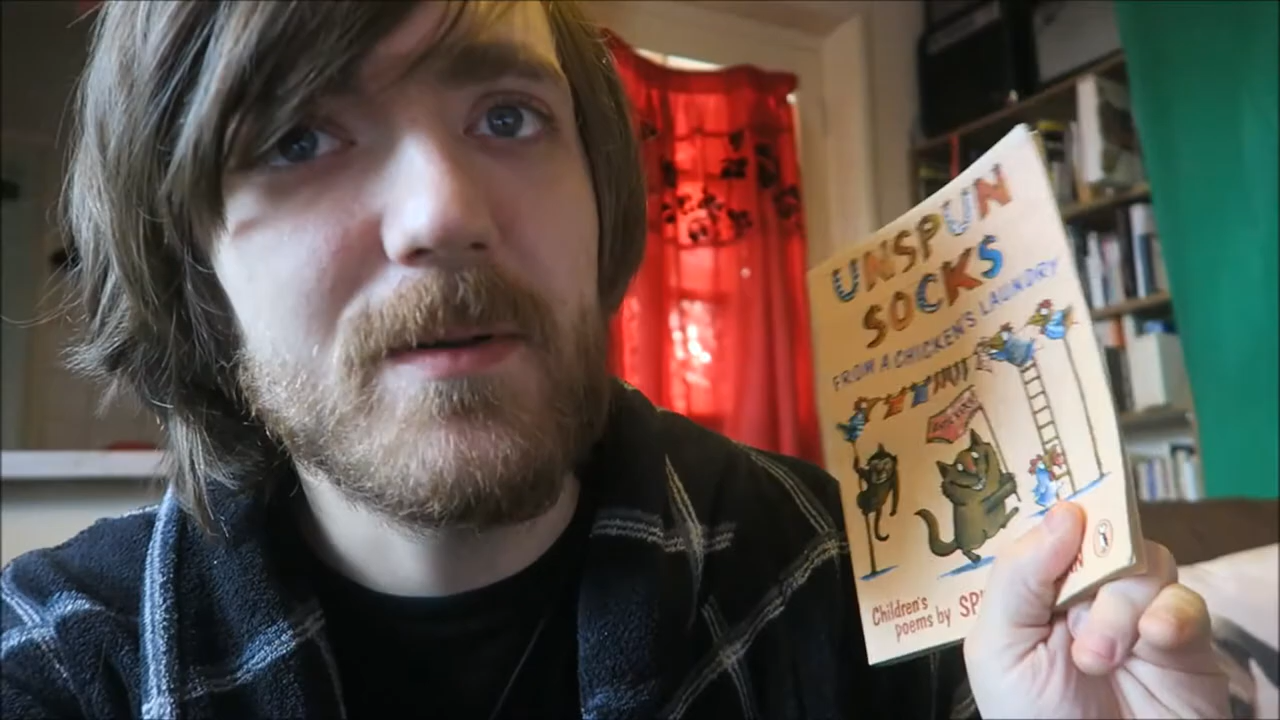 UNSPUN
SOCKS
FROM A CHICKEN'S LAUNDRY
Children's
poems by